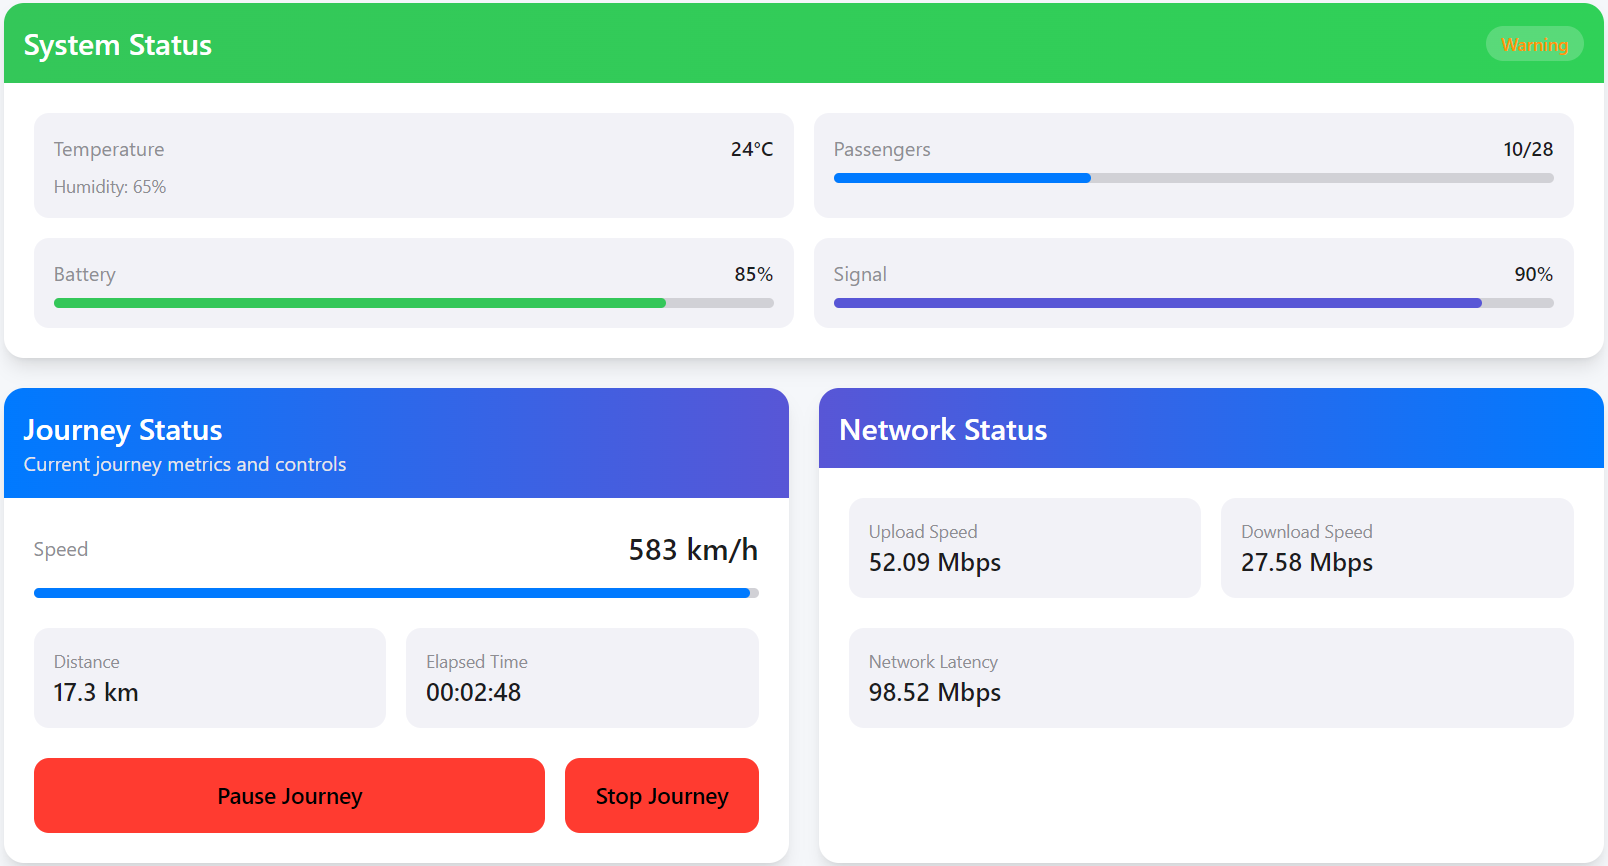 System Status
Warning
Temperature 24°C
Humidity: 65%
Passengers 10/28
Battery 85%
Signal 90%
Journey Status
Current journey metrics and controls
Speed 583 km/h
Distance
17.3 km
Elapsed Time
00:02:48
Pause Journey
Stop Journey
Network Status
Upload Speed
52.09 Mbps
Download Speed
27.58 Mbps
Network Latency
98.52 Mbps